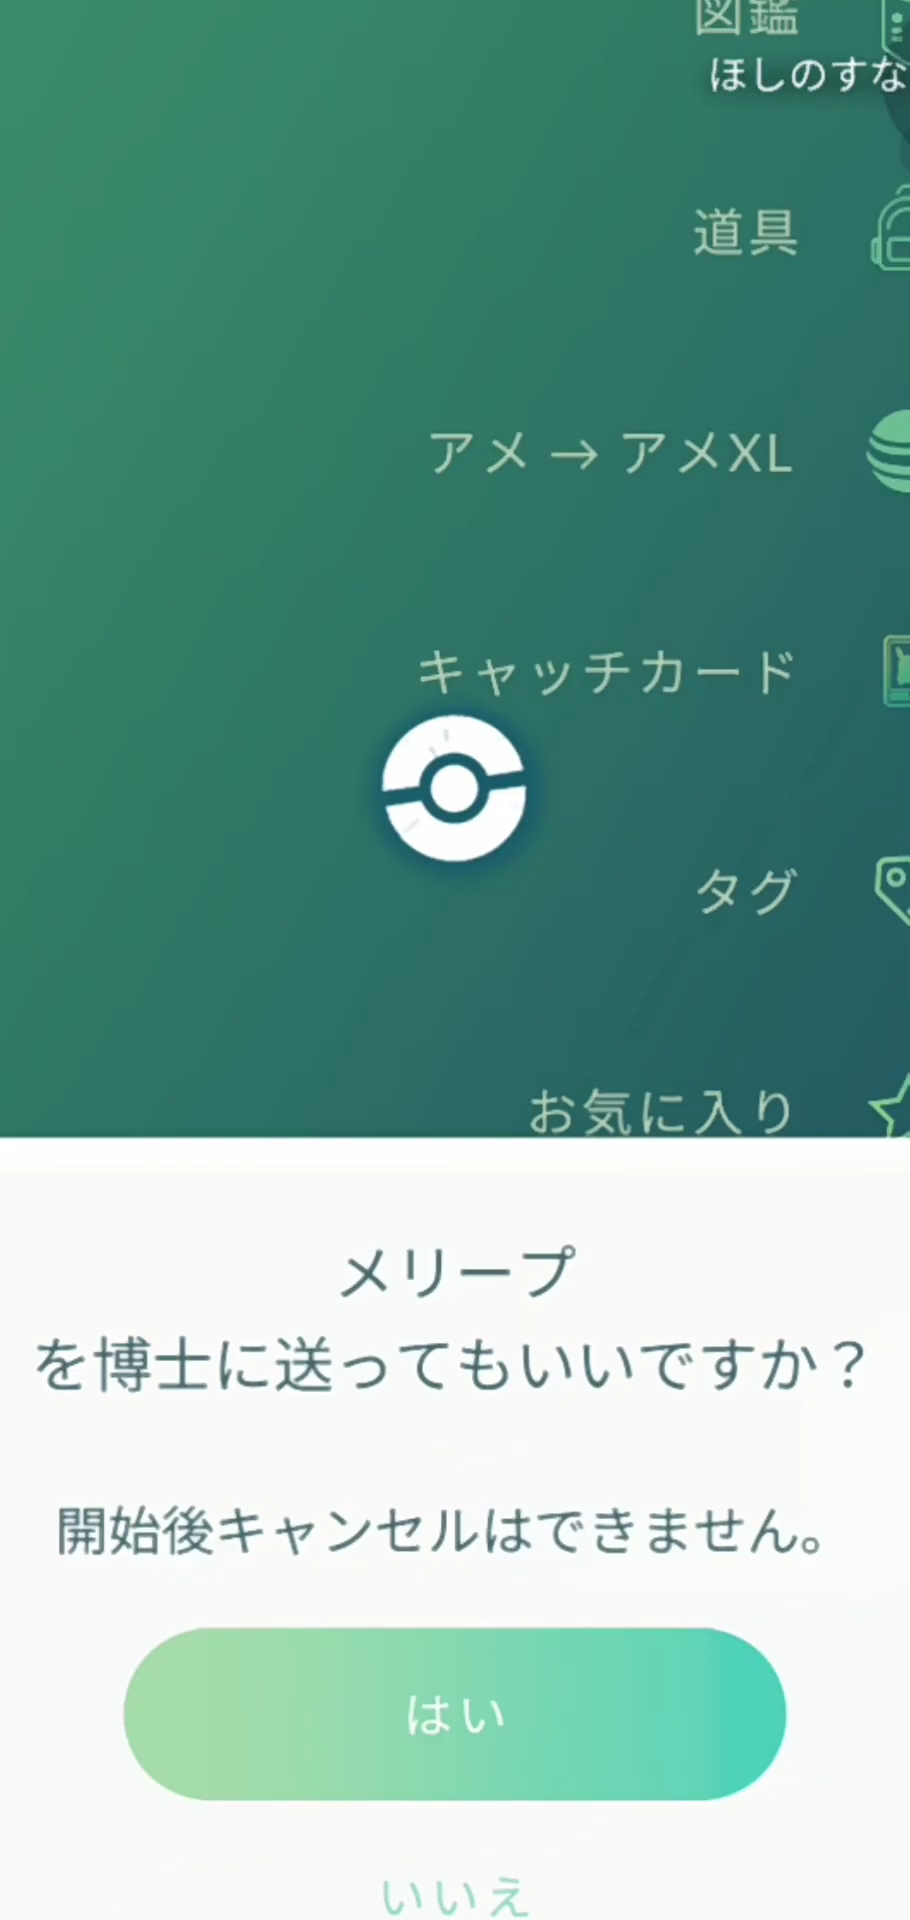 図鑑
ほしのすな
道具
アメ → アメXL
キャッチカード
タグ
お気に入り
メリープ
を博士に送ってもいいですか？
開始後キャンセルはできません。
はい
いいえ